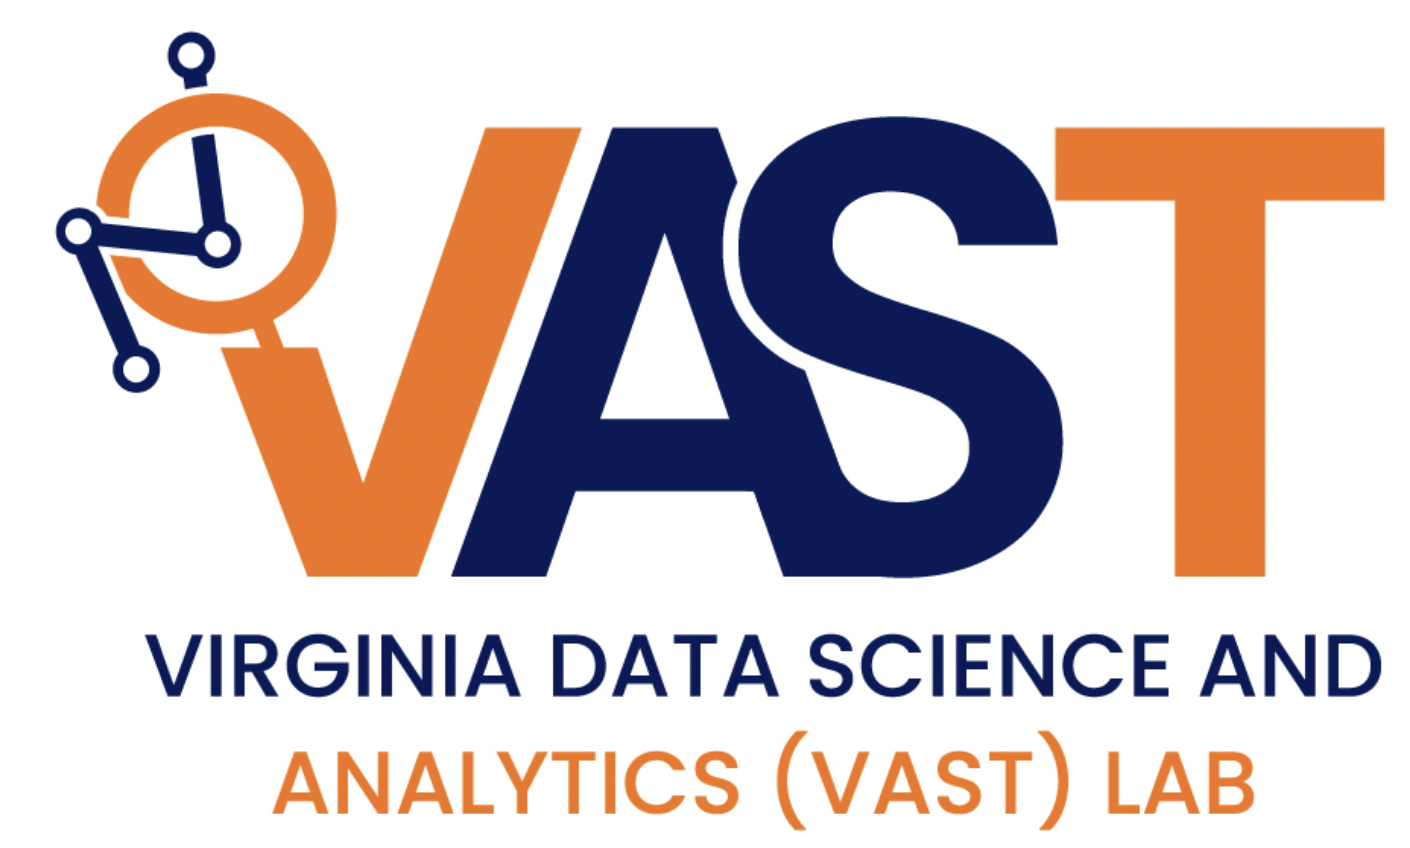 VAST
VIRGINIA DATA SCIENCE AND
ANALYTICS (VAST) LAB